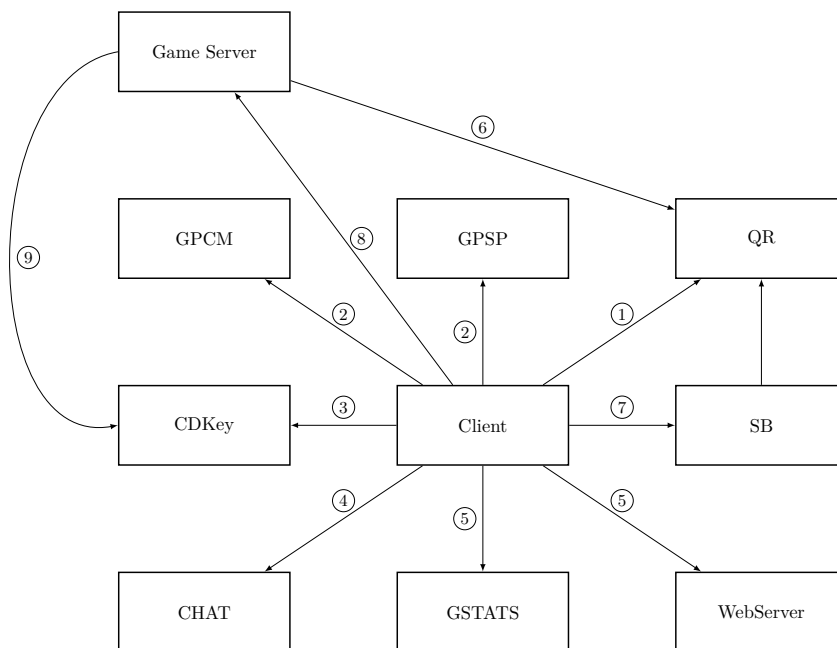 Game Server
6
GPCM
GPSP
QR
8
9
2
2
1
CDKey
3
Client
7
SB
4
5
5
CHAT
GSTATS
WebServer